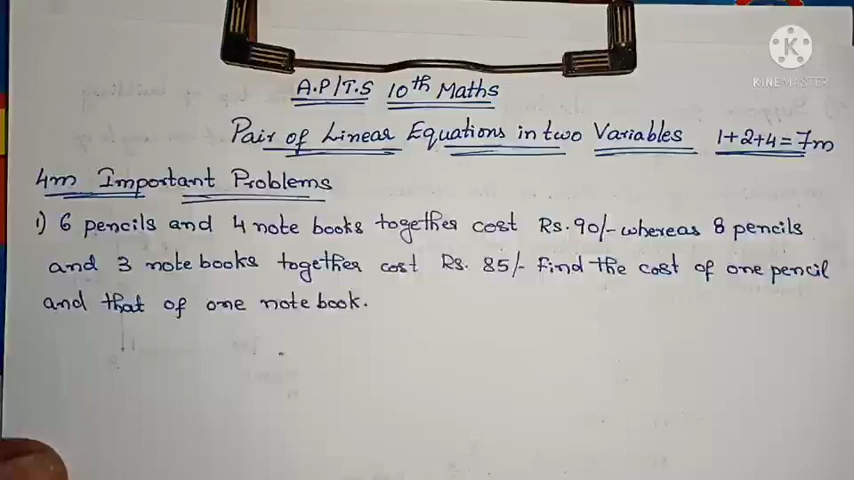 K
KINEMASTER
A.P/T.S 10th Maths
Pair of Linear Equations in two Variables 1+2+4=7m
4m Important Problems
1) 6 pencils and 4 note books together cost Rs.90/- whereas 8 pencils
and 3 note books together cost Rs. 85/- Find the cost of one pencil
and that of one note book.